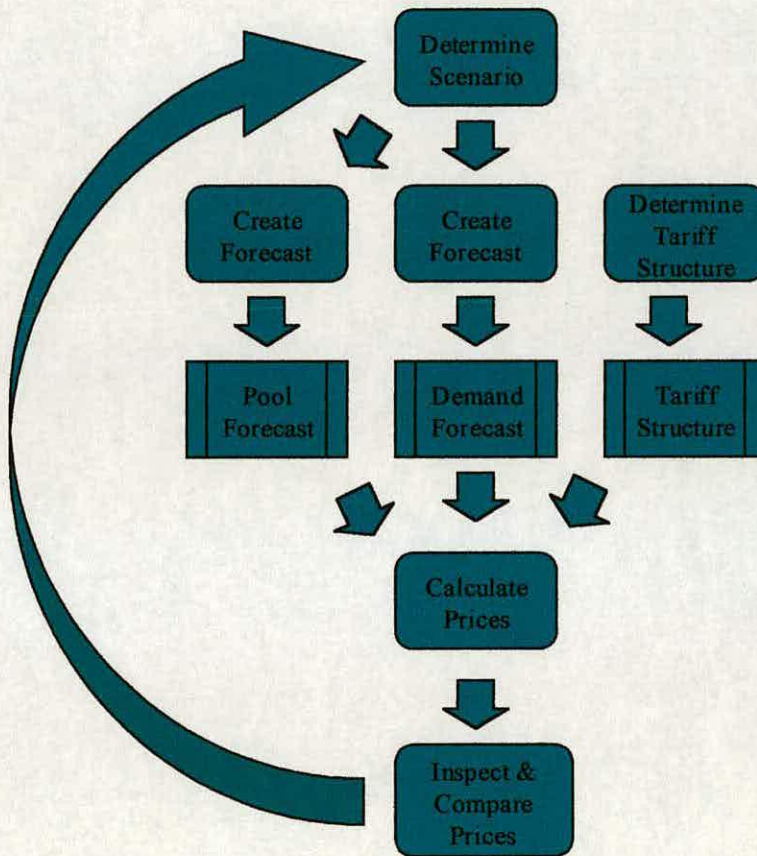 Determine
Scenario
Create
Forecast
Create
Forecast
Determine
Tariff
Structure
Pool
Forecast
Demand
Forecast
Tariff
Structure
Calculate
Prices
Inspect &
Compare
Prices